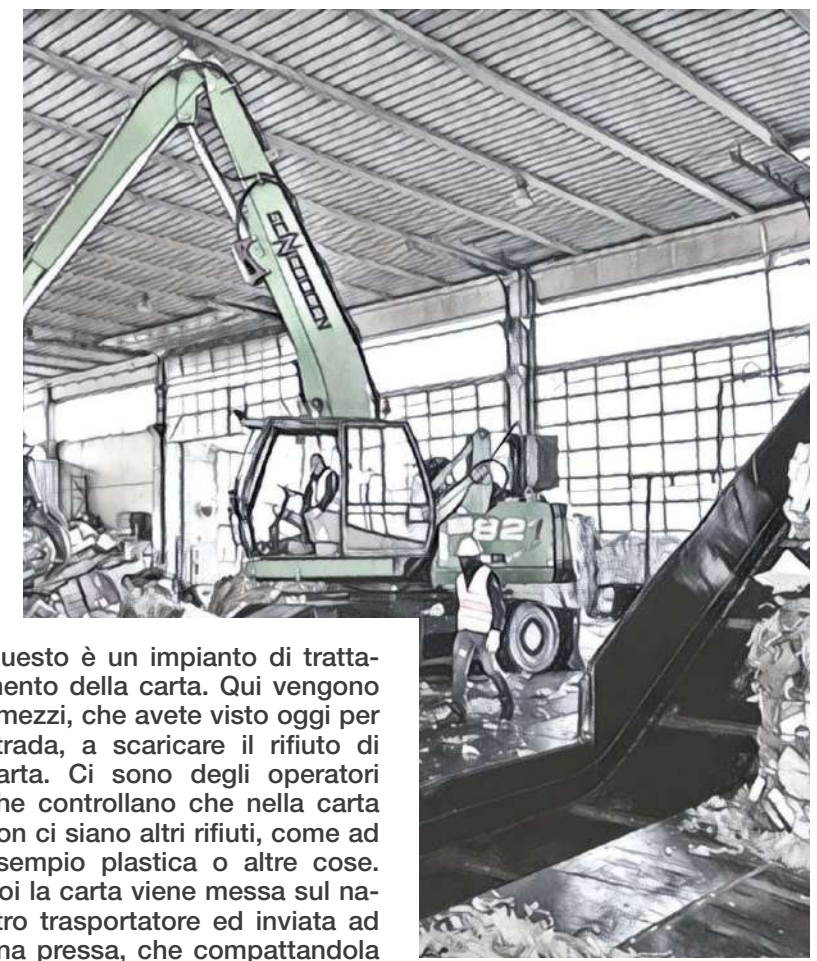 821
uesto è un impianto di tratta-
mento della carta. Qui vengono
mezzi, che avete visto oggi per
trada, a scaricare il rifiuto di
arta. Ci sono degli operatori
he controllano che nella carta
on ci siano altri rifiuti, come ad
sempio plastica o altre cose.
oi la carta viene messa sul na-
tro trasportatore ed inviata ad
na pressa, che compattandola